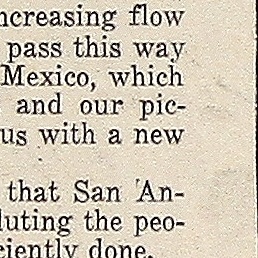 ncreasing flow
pass this way
Mexico, which
and our pic-
us with a new
that San An-
luting the peo-
ciently done.